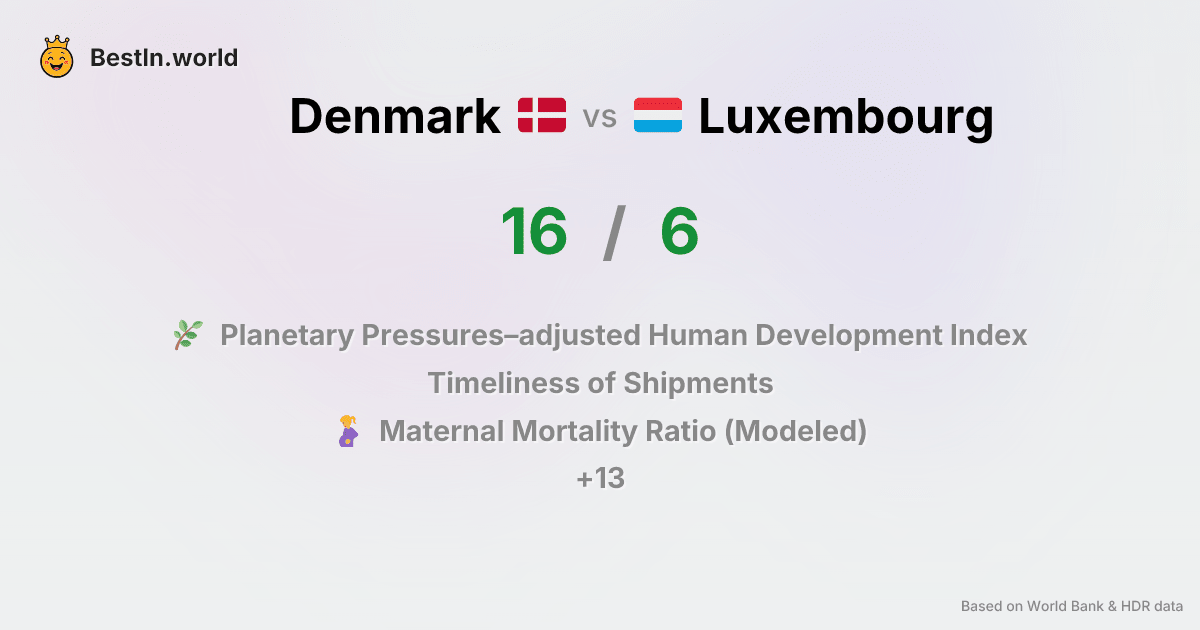 BestIn.world
Denmark vs Luxembourg
16 / 6
Planetary Pressures–adjusted Human Development Index
Timeliness of Shipments
Maternal Mortality Ratio (Modeled)
+13
Based on World Bank & HDR data